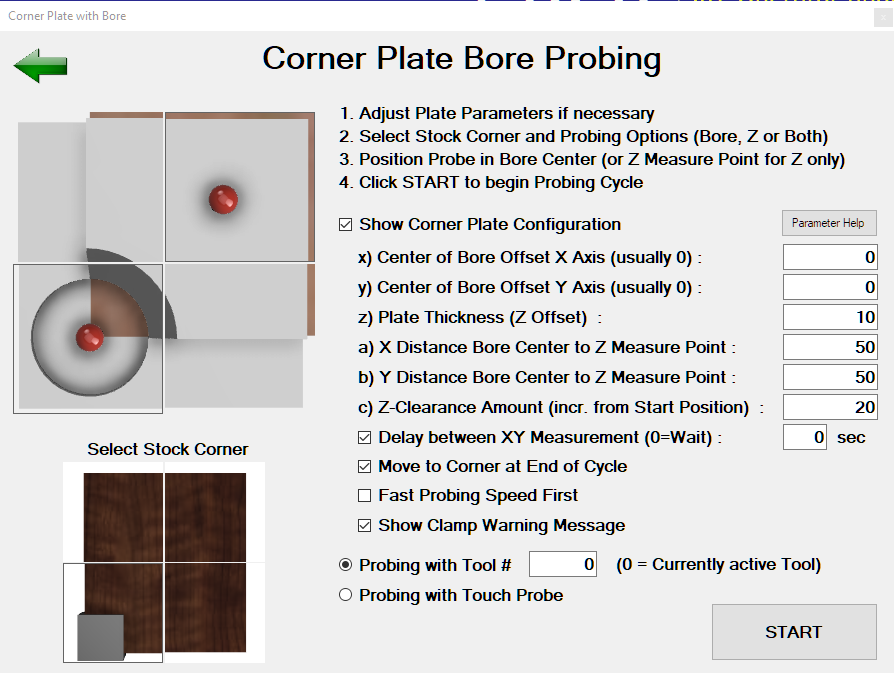 Corner Plate with Bore
Corner Plate Bore Probing
1. Adjust Plate Parameters if necessary
2. Select Stock Corner and Probing Options (Bore, Z or Both)
3. Position Probe in Bore Center (or Z Measure Point for Z only)
4. Click START to begin Probing Cycle
Show Corner Plate Configuration
Parameter Help
x) Center of Bore Offset X Axis (usually 0) : 0
y) Center of Bore Offset Y Axis (usually 0) : 0
z) Plate Thickness (Z Offset) : 10
a) X Distance Bore Center to Z Measure Point : 50
b) Y Distance Bore Center to Z Measure Point : 50
c) Z-Clearance Amount (incr. from Start Position) : 20
Delay between XY Measurement (0=Wait) : 0 sec
Select Stock Corner
Move to Corner at End of Cycle
Fast Probing Speed First
Show Clamp Warning Message
Probing with Tool # 0 (0 = Currently active Tool)
Probing with Touch Probe
START